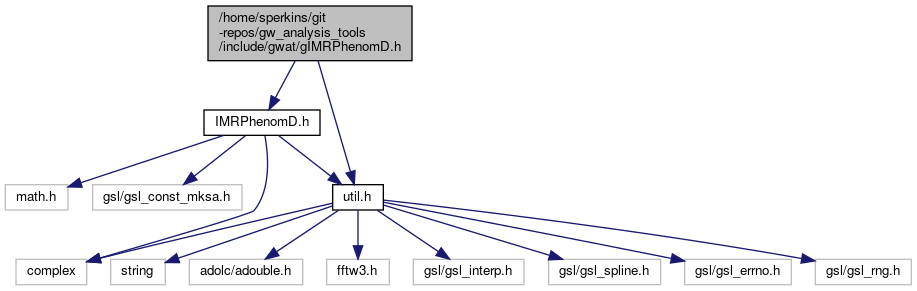 /home/sperkins/git
-repos/gw_analysis_tools
/include/gwat/gIMRPhenomD.h
IMRPhenomD.h
math.h
gsl/gsl_const_mksa.h
util.h
complex
string
adolc/adouble.h
fftw3.h
gsl/gsl_interp.h
gsl/gsl_spline.h
gsl/gsl_errno.h
gsl/gsl_rng.h